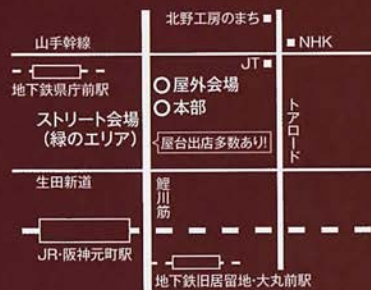 北野工房のまち
山手幹線
NHK
JT
地下鉄県庁前駅
屋外会場
本部
ストリート会場
(緑のエリア)
屋台出店多数あり!
トアロード
生田新道
鯉川筋
JR・阪神元町駅
地下鉄旧居留地・大丸前駅